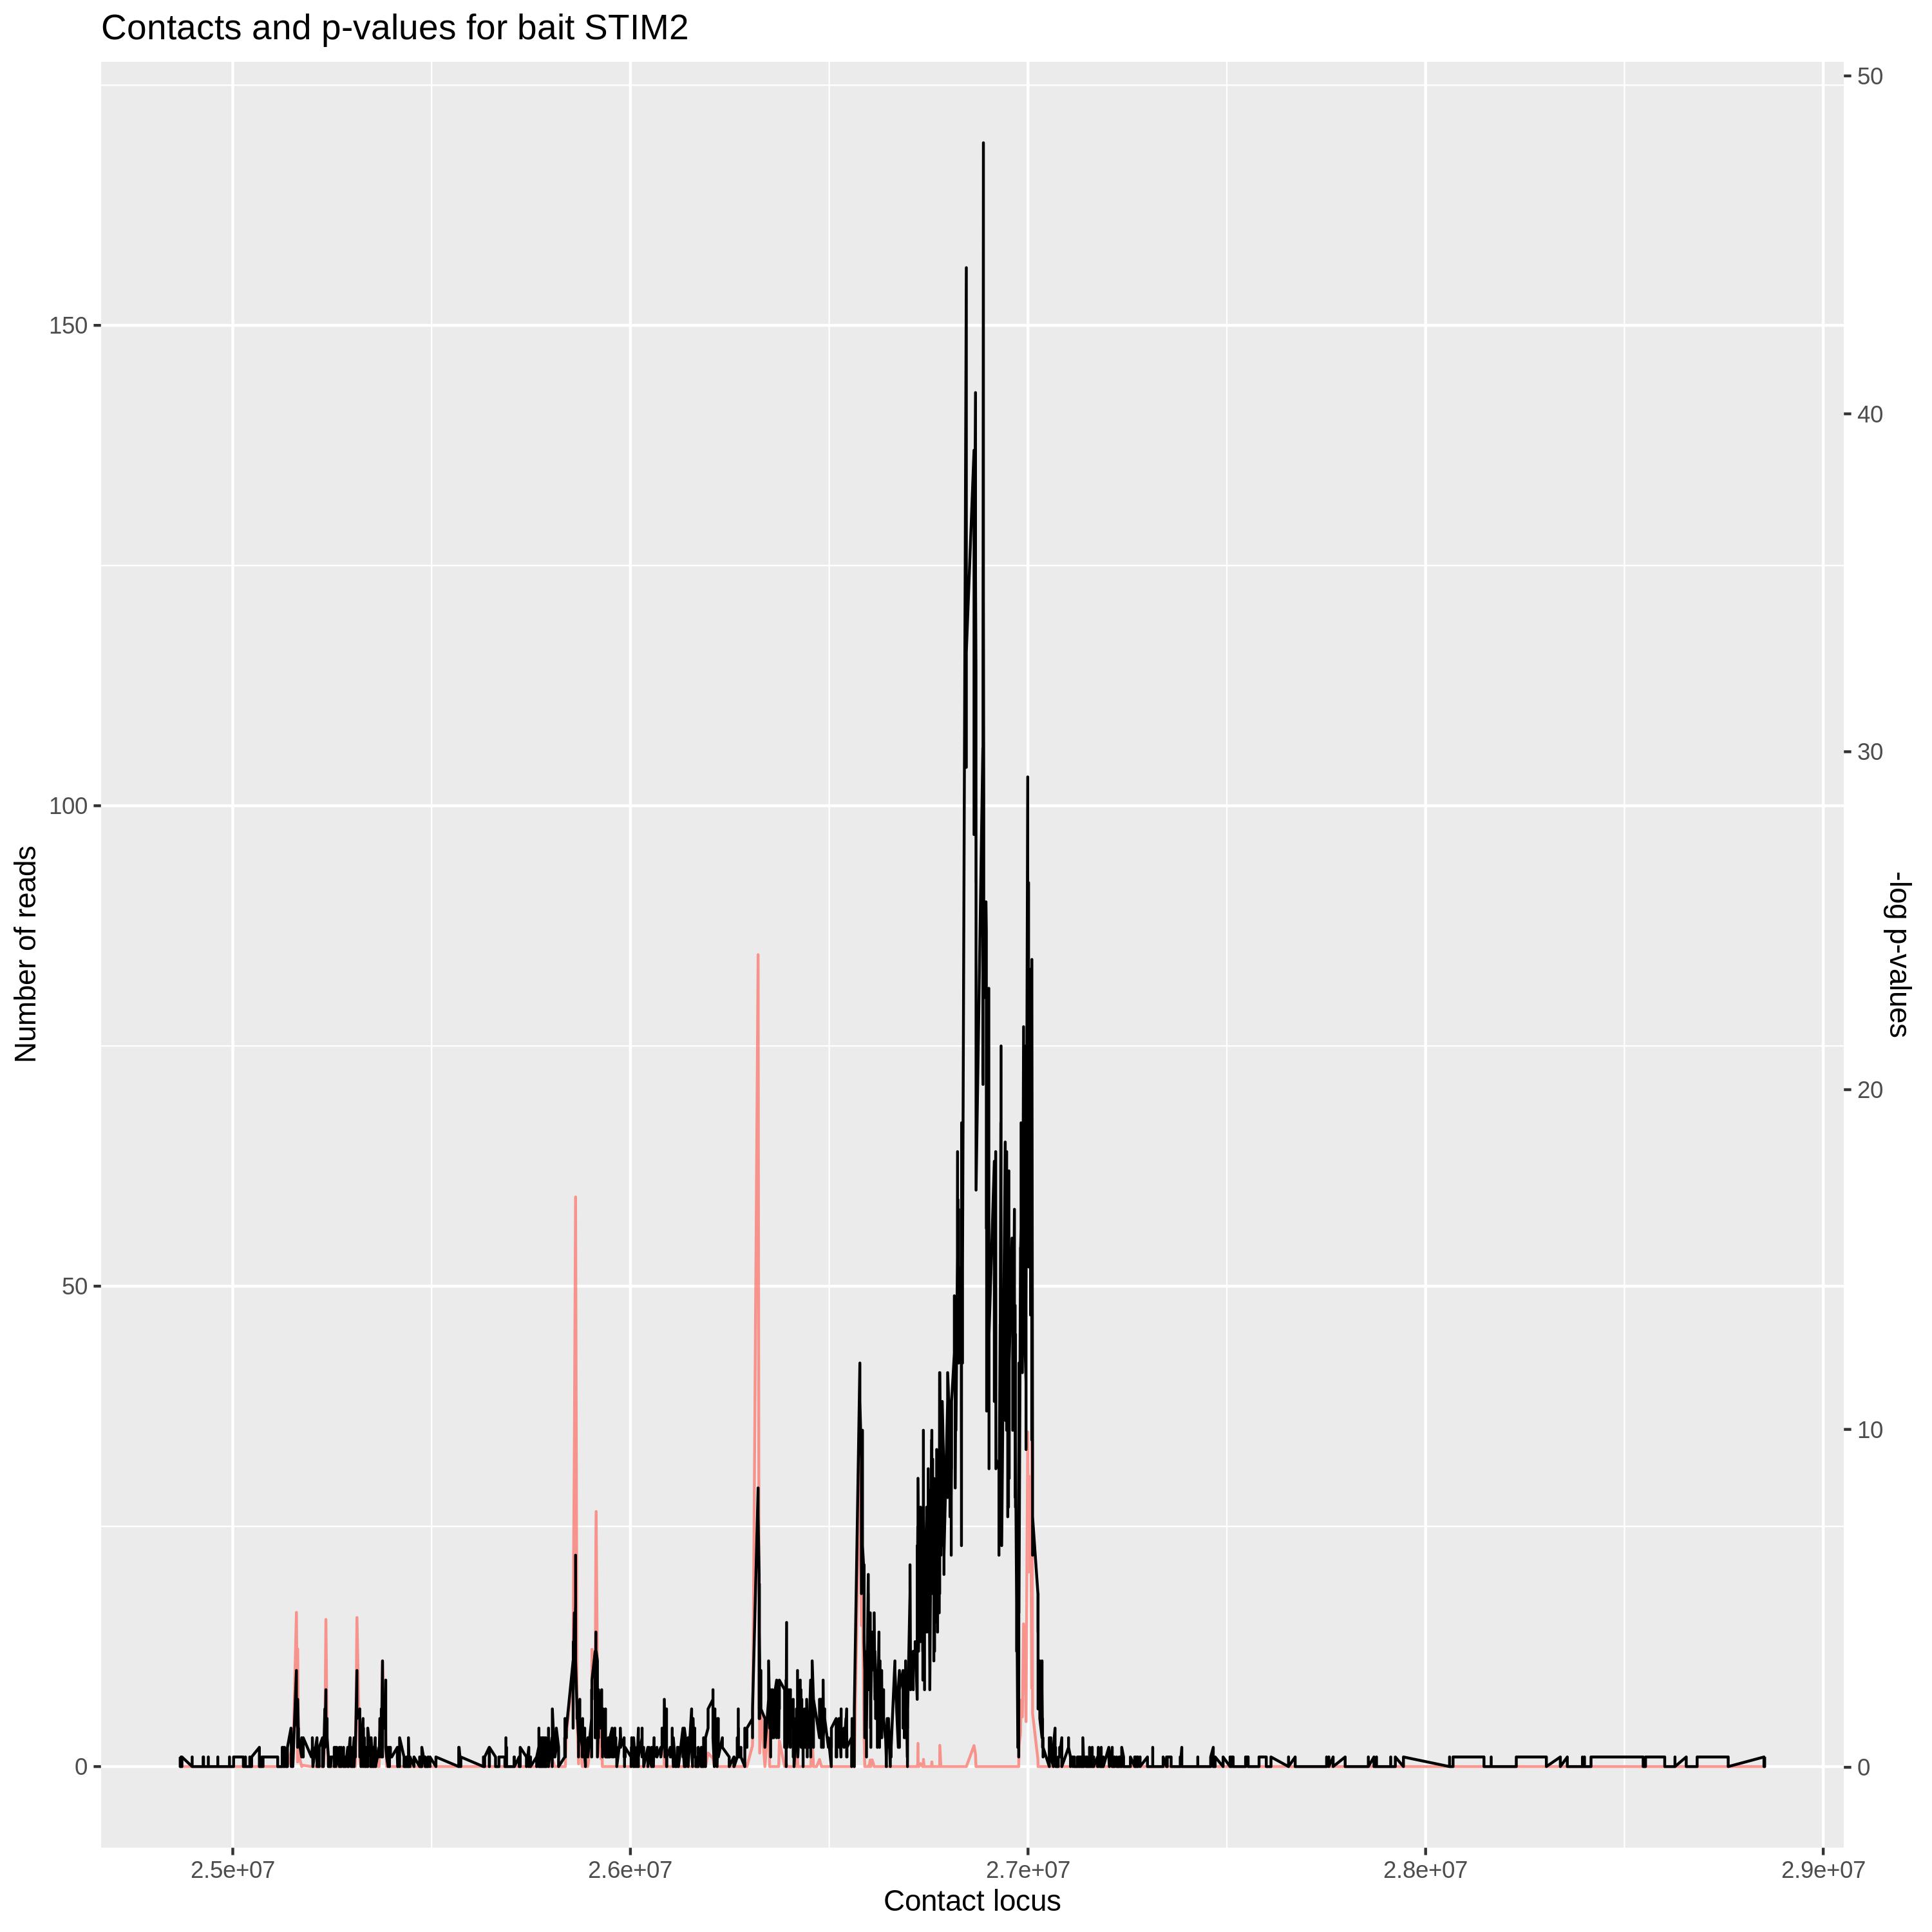 Contacts and p-values for bait STIM2
Number of reads
150
100
50
0
50
40
30
20
10
0
-log p-values
2.5e+07
2.6e+07
2.7e+07
2.8e+07
2.9e+07
Contact locus